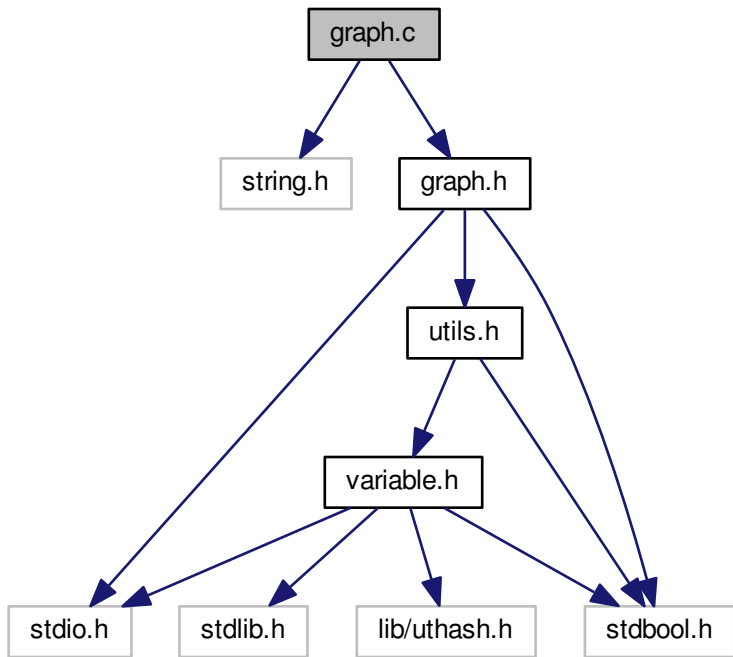 graph.c
string.h
graph.h
utils.h
variable.h
stdio.h
stdlib.h
lib/uthash.h
stdbool.h